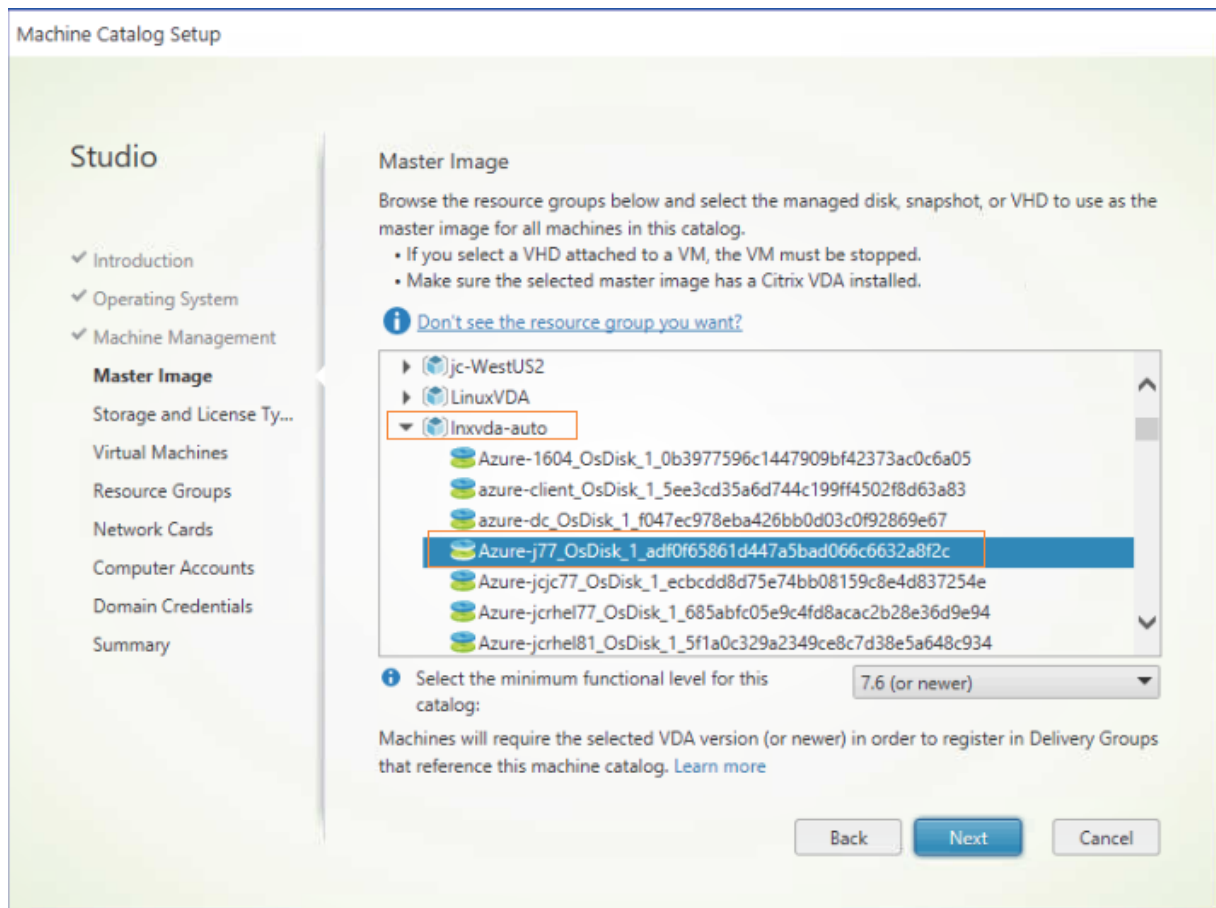 Machine Catalog Setup
Studio
Introduction
Operating System
Machine Management
Master Image
Storage and License Ty...
Virtual Machines
Resource Groups
Network Cards
Computer Accounts
Domain Credentials
Summary
Master Image
Browse the resource groups below and select the managed disk, snapshot, or VHD to use as the
master image for all machines in this catalog.
• If you select a VHD attached to a VM, the VM must be stopped.
• Make sure the selected master image has a Citrix VDA installed.
Don't see the resource group you want?
jc-WestUS2
LinuxVDA
lnxvda-auto
Azure-1604_OsDisk_1_0b3977596c1447909bf42373ac0c6a05
azure-client_OsDisk_1_5ee3cd35a6d744c199ff4502f8d63a83
azure-dc_OsDisk_1_f047ec978eba426bb0d03c0f92869e67
Azure-j77_OsDisk_1_adf0f65861d447a5bad066c6632a8f2c
Azure-jcjc77_OsDisk_1_ecbcdd8d75e74bb08159c8e4d837254e
Azure-jcrhel77_OsDisk_1_685abfc05e9c4fd8acac2b28e36d9e94
Azure-jcrhel81_OsDisk_1_5f1a0c329a2349ce8c7d38e5a648c934
Select the minimum functional level for this
catalog:
7.6 (or newer)
Machines will require the selected VDA version (or newer) in order to register in Delivery Groups
that reference this machine catalog. Learn more
Back
Next
Cancel